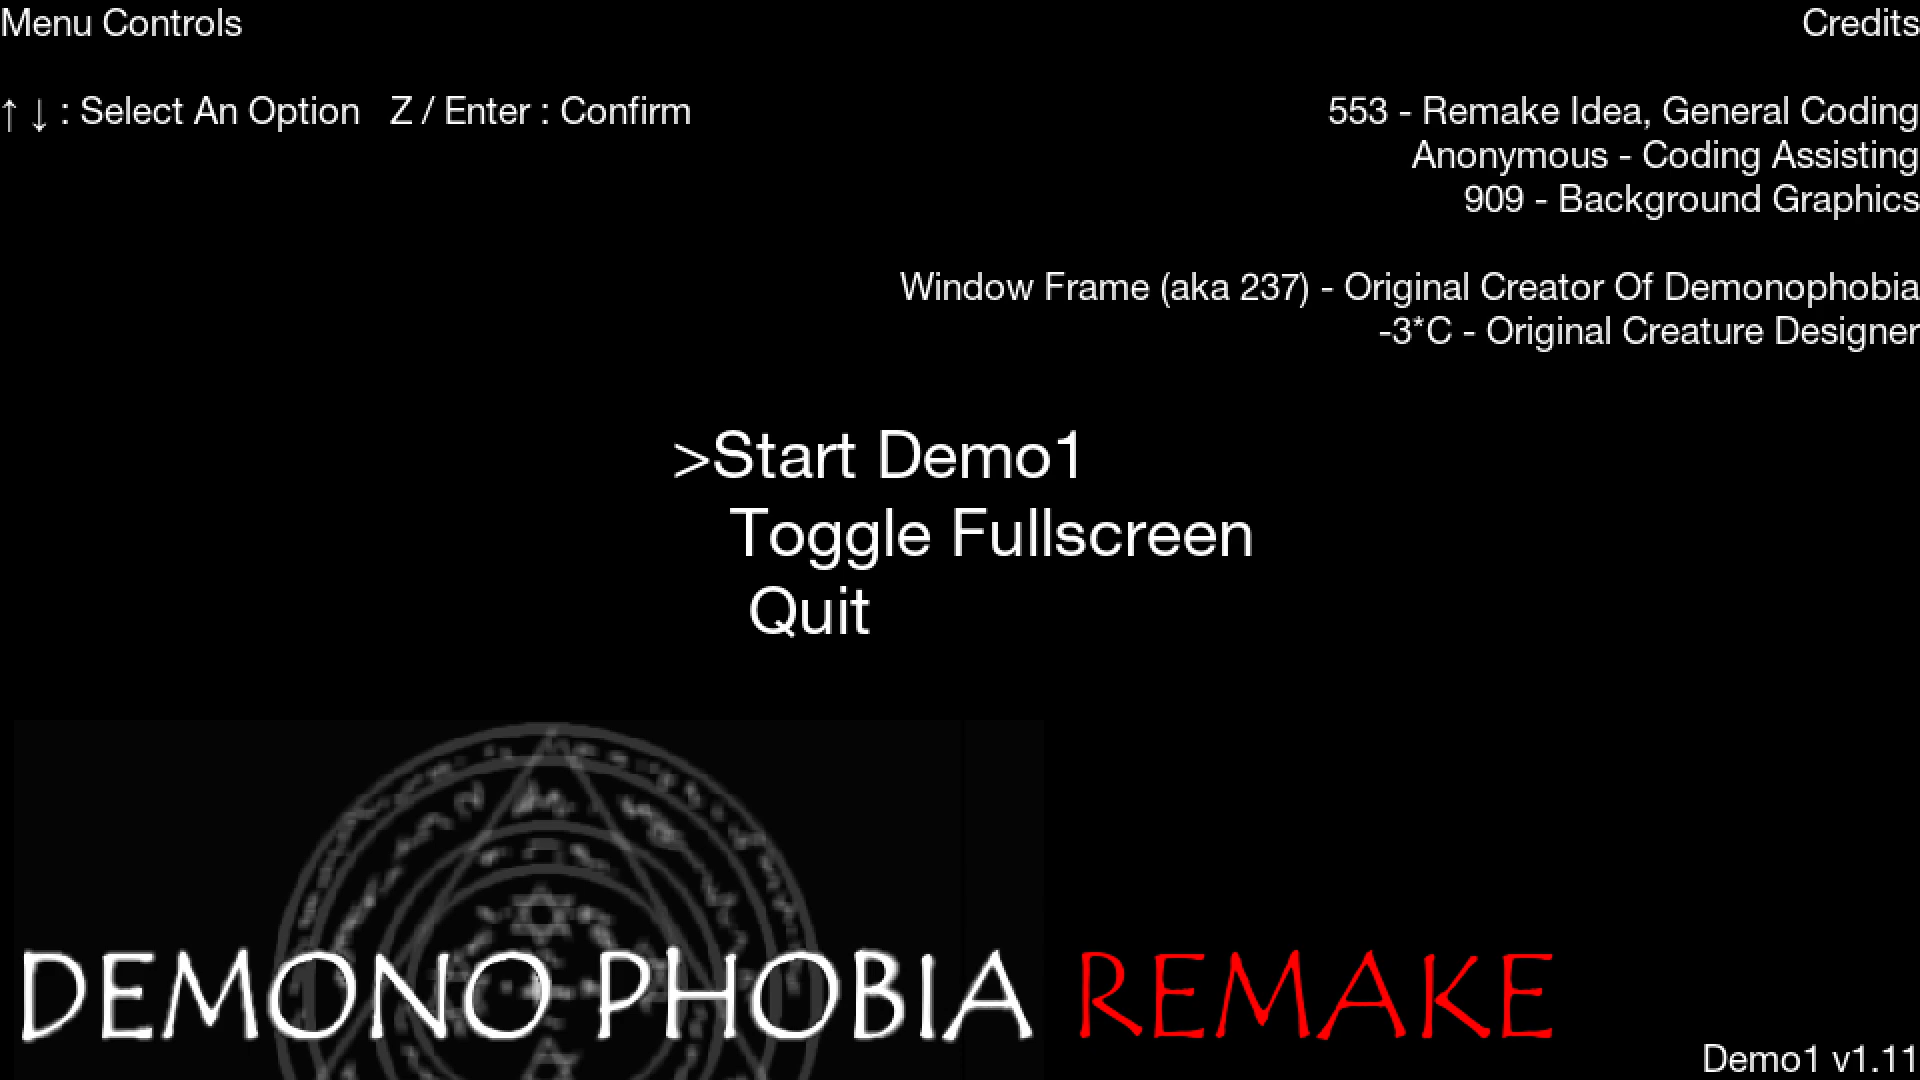 Menu Controls
Credits
↑ ↓ : Select An Option   Z / Enter : Confirm
553 - Remake Idea, General Coding
Anonymous - Coding Assisting
909 - Background Graphics
Window Frame (aka 237) - Original Creator Of Demonophobia
-3*C - Original Creature Designer
>Start Demo1
Toggle Fullscreen
Quit
DEMONO PHOBIA REMAKE
Demo1 v1.11